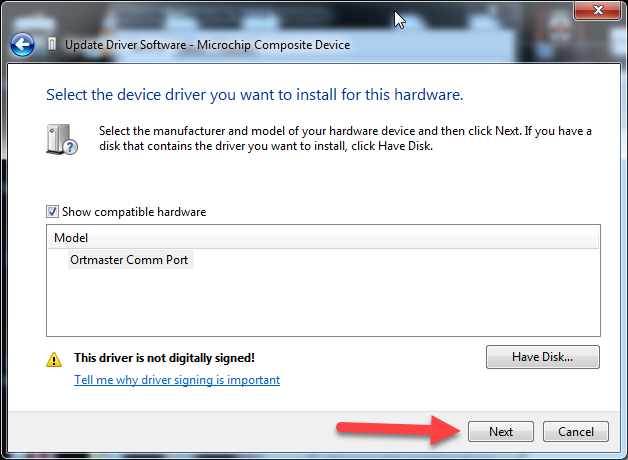 Update Driver Software - Microchip Composite Device
Select the device driver you want to install for this hardware.
Select the manufacturer and model of your hardware device and then click Next. If you have a
disk that contains the driver you want to install, click Have Disk.
Show compatible hardware
Model
Ortmaster Comm Port
This driver is not digitally signed!
Have Disk...
Tell me why driver signing is important
Next
Cancel